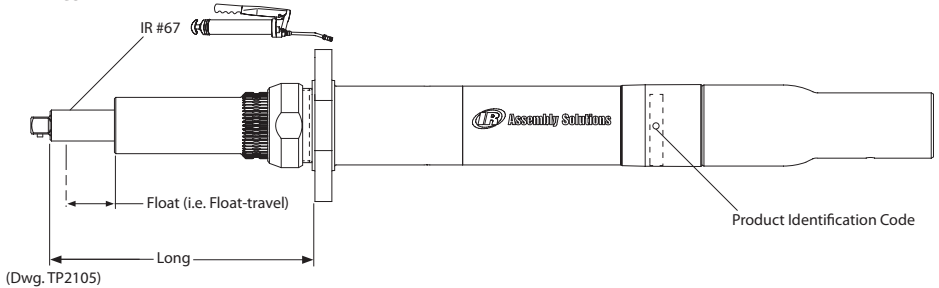 IR #67
IR Assembly Solutions
Float (i.e. Float-travel)
Product Identification Code
Long
(Dwg. TP2105)